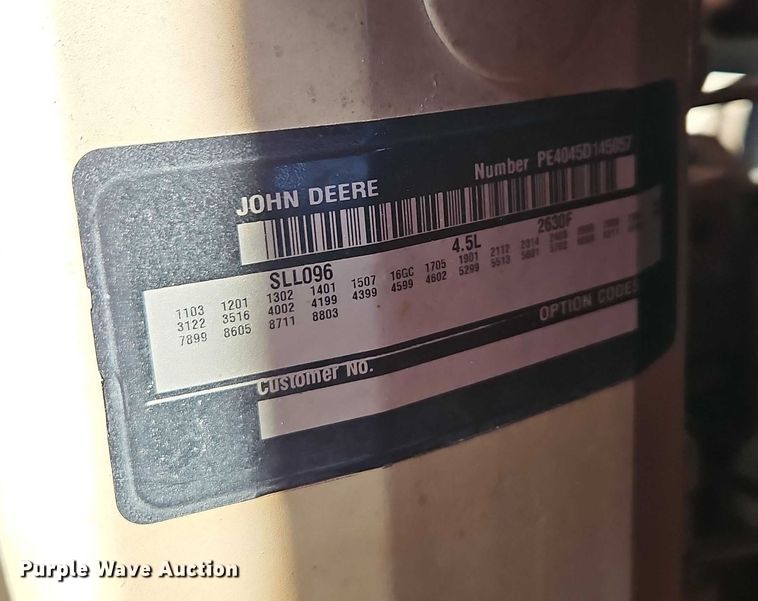 JOHN DEERE Number PE4045D145057
SLL096 4.5L 2630F
1103 1201 1302 1401 1507 16GC 1705 1901 2112 2314
3122 3516 4002 4199 4399 4599 4602 5299 5513 5601 5702
7899 8605 8711 8803
OPTION CODES
Customer No.
Purple Wave Auction